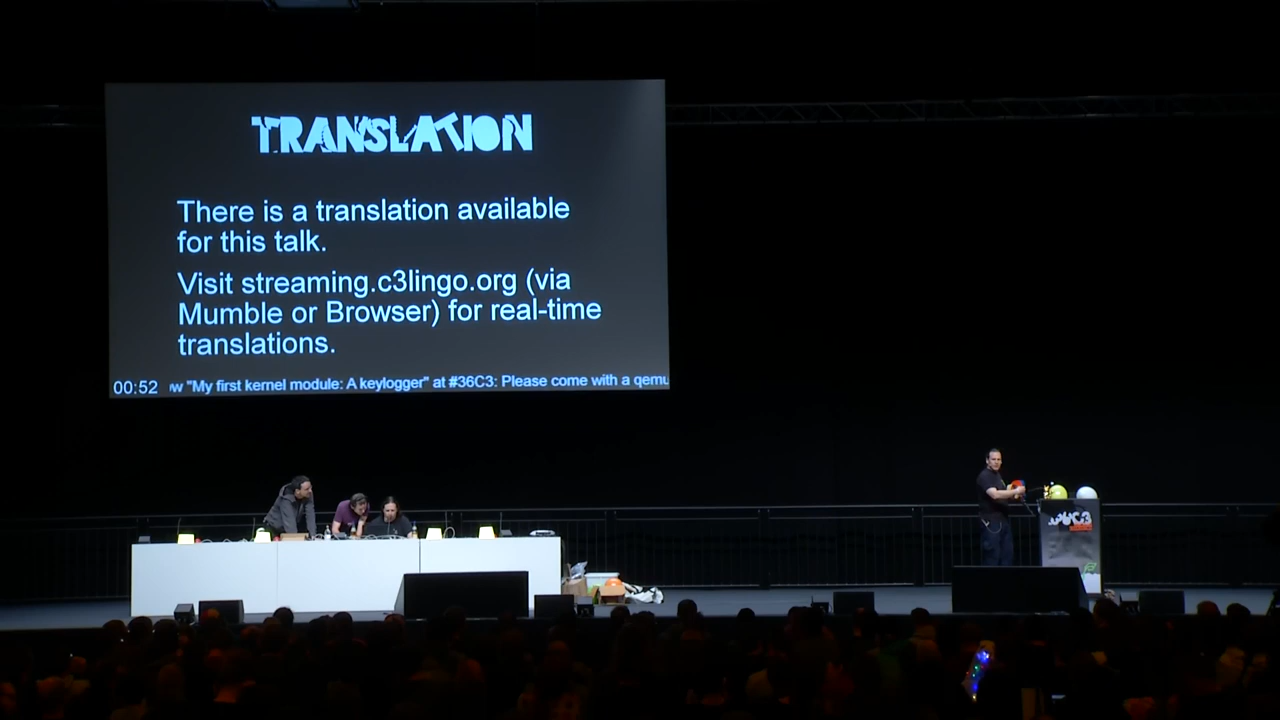 TRANSLATION
There is a translation available
for this talk.
Visit streaming.c3lingo.org (via
Mumble or Browser) for real-time
translations.
00:52 w "My first kernel module: A keylogger" at #36C3: Please come with a qemu
36C3